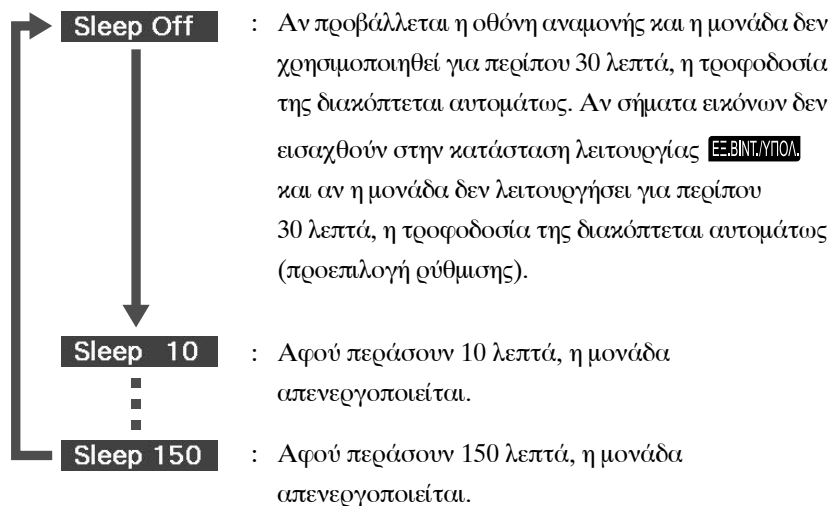 Sleep Off : Αν προβάλλεται η οθόνη αναμονής και η μονάδα δεν
χρησιμοποιηθεί για περίπου 30 λεπτά, η τροφοδοσία
της διακόπτεται αυτομάτως. Αν σήματα εικόνων δεν
εισαχθούν στην κατάσταση λειτουργίας ΕΞ.ΒΙΝΤ./ΥΠΟΛ.
και αν η μονάδα δεν λειτουργήσει για περίπου
30 λεπτά, η τροφοδοσία της διακόπτεται αυτομάτως
(προεπιλογή ρύθμισης).
Sleep 10 : Αφού περάσουν 10 λεπτά, η μονάδα
απενεργοποιείται.
Sleep 150 : Αφού περάσουν 150 λεπτά, η μονάδα
απενεργοποιείται.